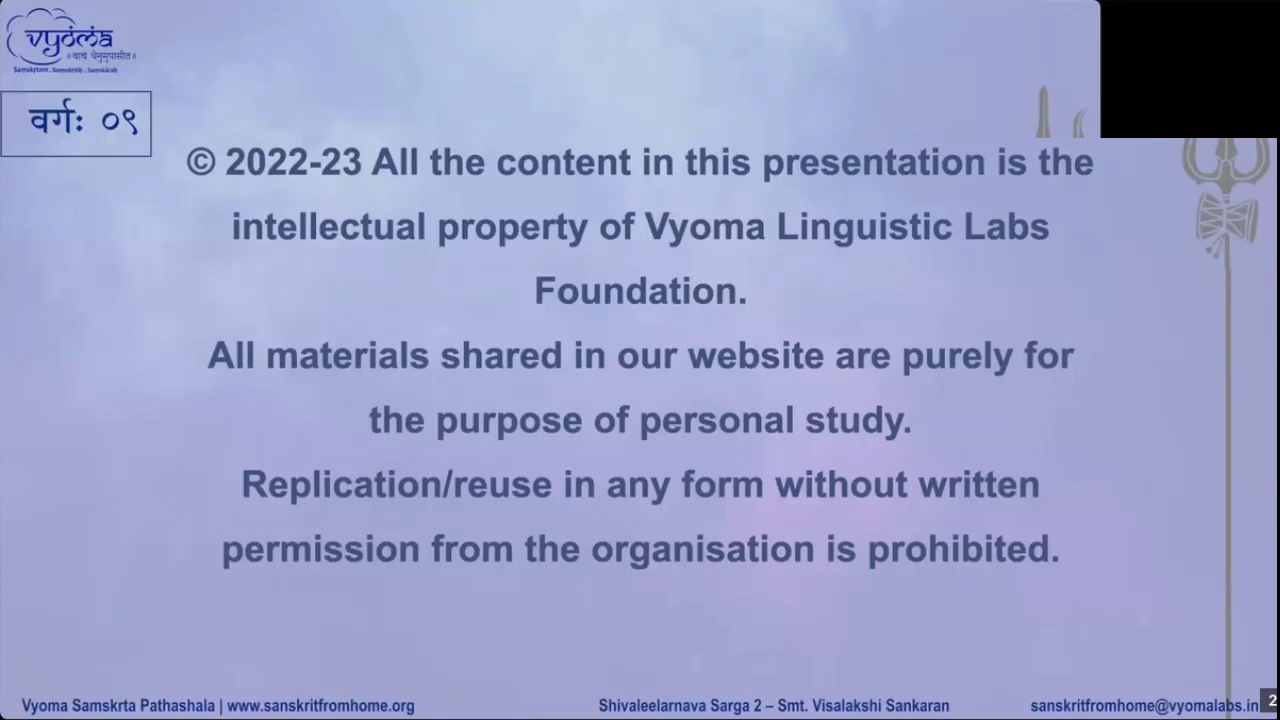 vyoma
॥वाचं धेनुमुपासीत॥
Samskrtam . Samskrtih . Samskarah
वर्गः ०९
© 2022-23 All the content in this presentation is the
intellectual property of Vyoma Linguistic Labs
Foundation.
All materials shared in our website are purely for
the purpose of personal study.
Replication/reuse in any form without written
permission from the organisation is prohibited.
Vyoma Samskrta Pathashala | www.sanskritfromhome.org
Shivaleelarnava Sarga 2 – Smt. Visalakshi Sankaran
sanskritfromhome@vyomalabs.in
2